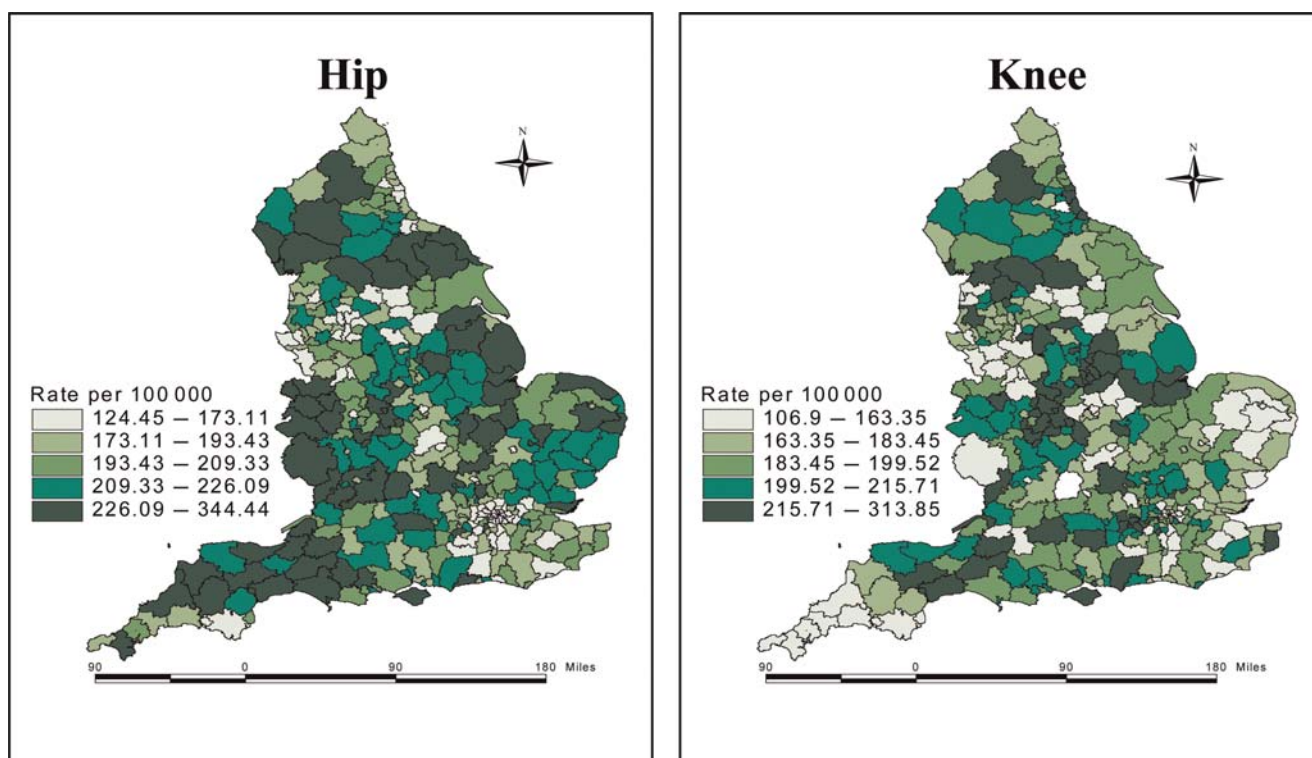 Hip
N
Rate per 100 000
124.45 — 173.11
173.11 — 193.43
193.43 — 209.33
209.33 — 226.09
226.09 — 344.44
90 0 90 180 Miles
Knee
N
Rate per 100 000
106.9 — 163.35
163.35 — 183.45
183.45 — 199.52
199.52 — 215.71
215.71 — 313.85
90 0 90 180 Miles